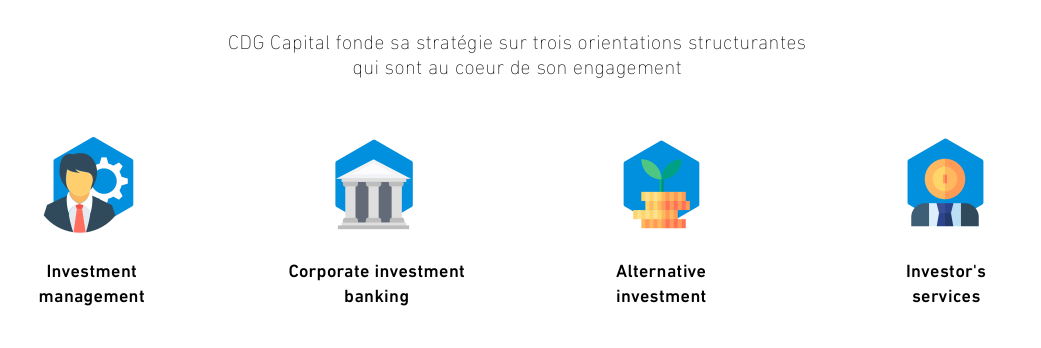 CDG Capital fonde sa stratégie sur trois orientations structurantes
qui sont au coeur de son engagement
Investment
management
Corporate investment
banking
Alternative
investment
Investor's
services